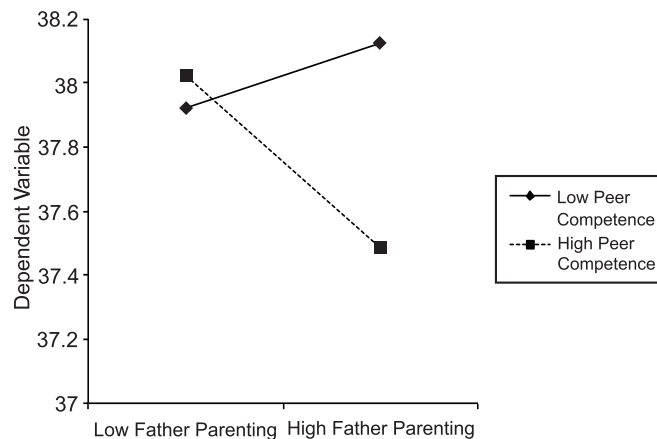 38.2
38
37.8
37.6
37.4
37.2
37
Dependent Variable
Low Father Parenting
High Father Parenting
Low Peer
Competence
High Peer
Competence